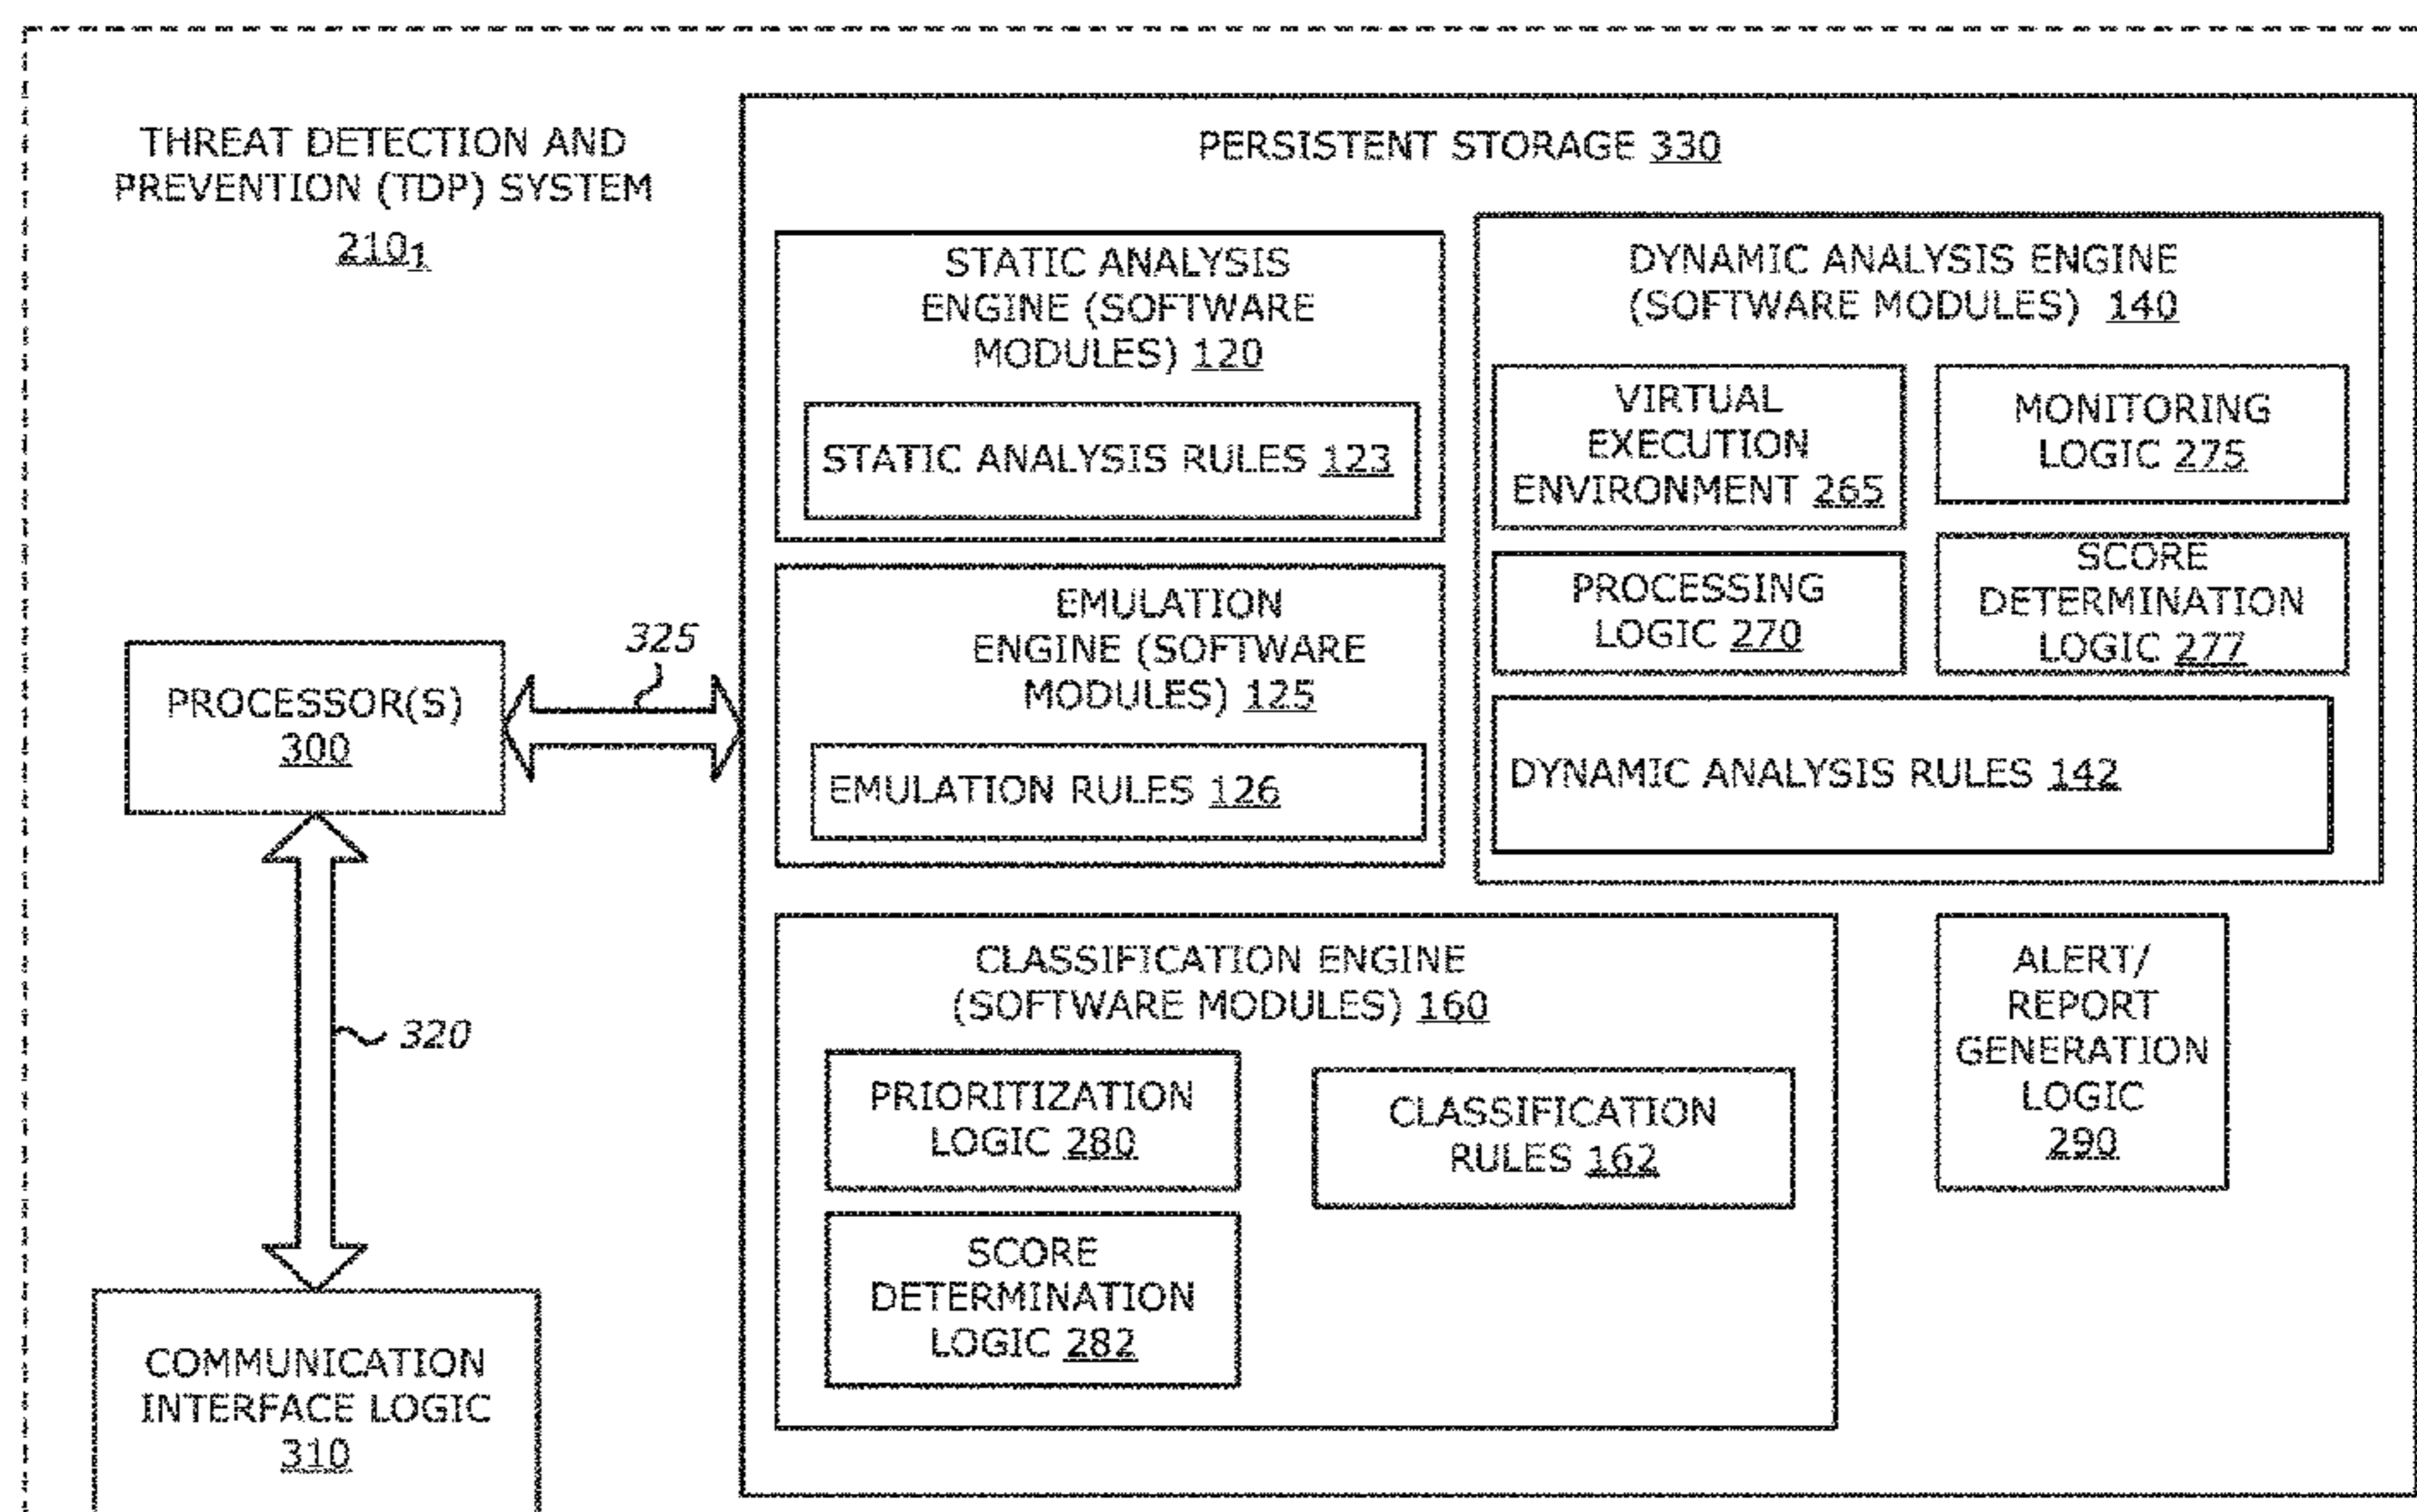 THREAT DETECTION AND
PREVENTION (TDP) SYSTEM
210₁
PERSISTENT STORAGE 330
STATIC ANALYSIS
ENGINE (SOFTWARE
MODULES) 120
STATIC ANALYSIS RULES 123
DYNAMIC ANALYSIS ENGINE
(SOFTWARE MODULES) 140
VIRTUAL
EXECUTION
ENVIRONMENT 265
MONITORING
LOGIC 275
PROCESSING
LOGIC 270
SCORE
DETERMINATION
LOGIC 277
DYNAMIC ANALYSIS RULES 142
EMULATION
ENGINE (SOFTWARE
MODULES) 125
EMULATION RULES 126
PROCESSOR(S)
300
325
320
CLASSIFICATION ENGINE
(SOFTWARE MODULES) 160
PRIORITIZATION
LOGIC 280
CLASSIFICATION
RULES 162
SCORE
DETERMINATION
LOGIC 282
ALERT/
REPORT
GENERATION
LOGIC
290
COMMUNICATION
INTERFACE LOGIC
310